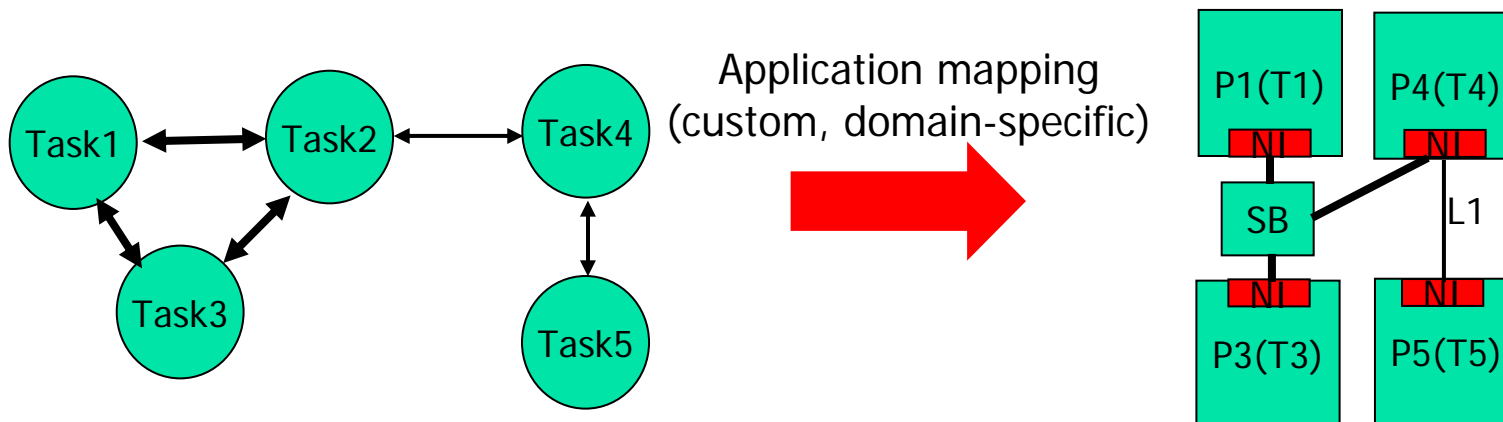 Task1
Task2
Task4
Task3
Task5
Application mapping
(custom, domain-specific)
P1(T1)
P4(T4)
NI
NI
SB
L1
NI
NI
P3(T3)
P5(T5)